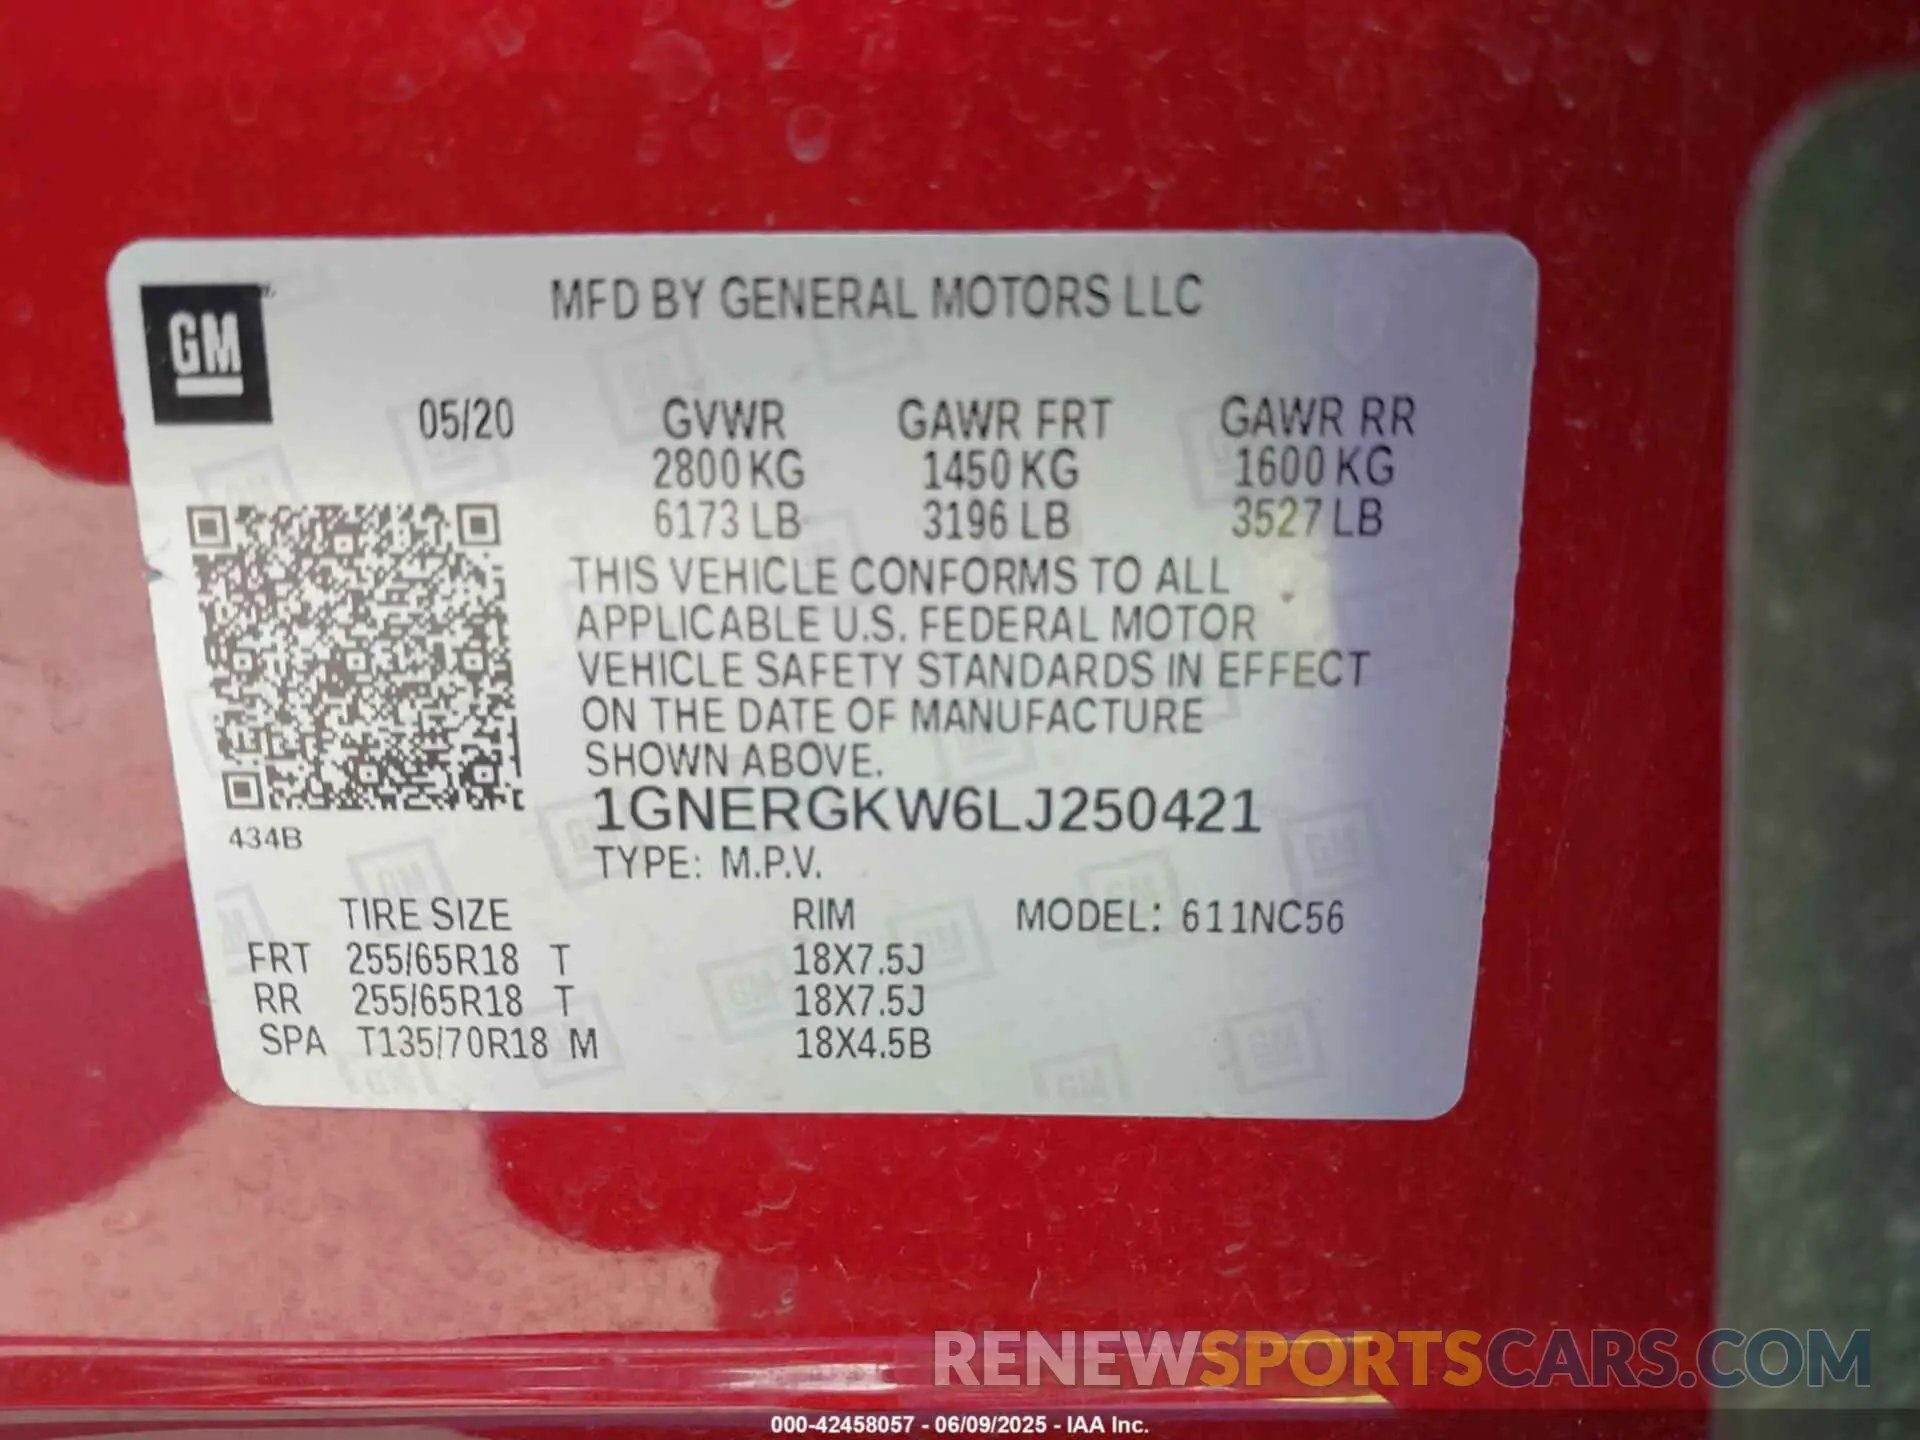 MFD BY GENERAL MOTORS LLC
GM
05/20 GVWR GAWR FRT GAWR RR
2800 KG 1450 KG 1600 KG
6173 LB 3196 LB 3527 LB
THIS VEHICLE CONFORMS TO ALL
APPLICABLE U.S. FEDERAL MOTOR
VEHICLE SAFETY STANDARDS IN EFFECT
ON THE DATE OF MANUFACTURE
SHOWN ABOVE.
1GNERGKW6LJ250421
434B
TYPE: M.P.V.
TIRE SIZE RIM MODEL: 611NC56
FRT 255/65R18 T 18X7.5J
RR 255/65R18 T 18X7.5J
SPA T135/70R18 M 18X4.5B
RENEWSPORTSCARS.COM
000-42458057 - 06/09/2025 - IAA Inc.